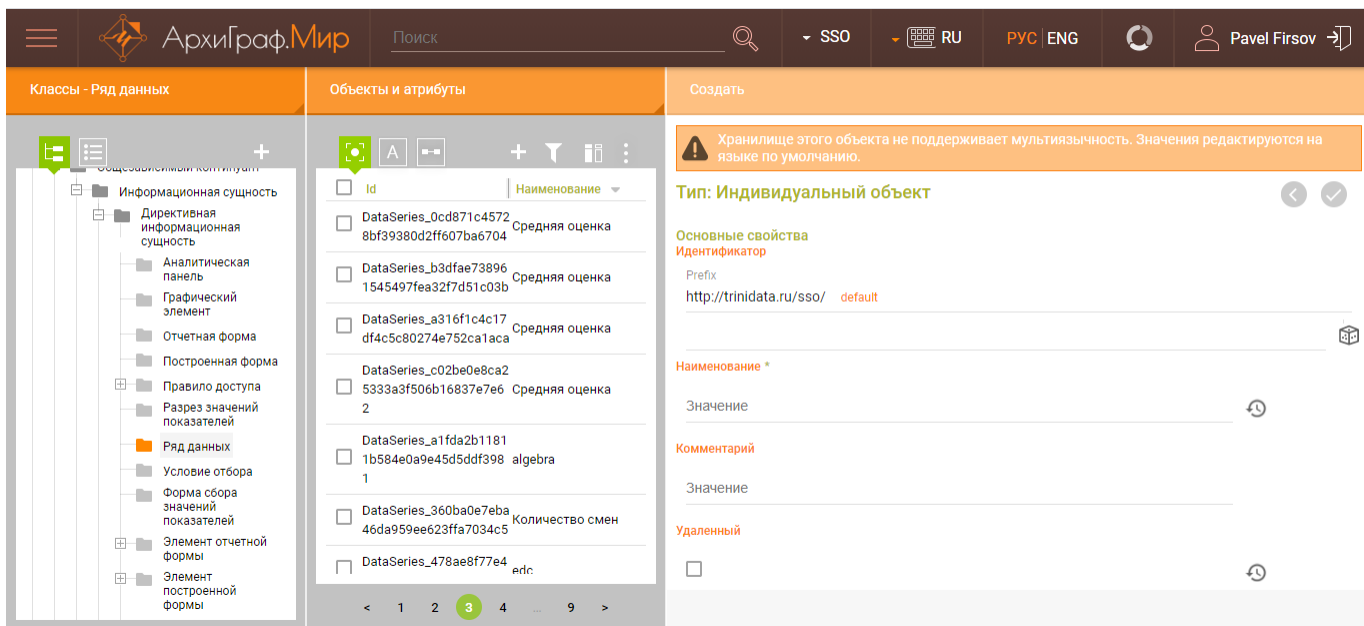 АрхиГраф.Мир
Поиск
SSO
RU
РУС | ENG
Pavel Firsov
Классы - Ряд данных
Общезависимый континуант
Информационная сущность
Директивная
информационная
сущность
Аналитическая
панель
Графический
элемент
Отчетная форма
Построенная форма
Правило доступа
Разрез значений
показателей
Ряд данных
Условие отбора
Форма сбора
значений
показателей
Элемент отчетной
формы
Элемент
построенной
формы
Объекты и атрибуты
A
Id
Наименование
DataSeries_0cd871c4572
8bf39380d2ff607ba6704
Средняя оценка
DataSeries_b3dfae73896
1545497fea32f7d51c03b
Средняя оценка
DataSeries_a316f1c4c17
df4c5c80274e752ca1aca
Средняя оценка
DataSeries_c02be0e8ca2
5333a3f506b16837e7e6
2
Средняя оценка
DataSeries_a1fda2b1181
1b584e0a9e45d5ddf398
1
algebra
DataSeries_360ba0e7eba
46da959ee623ffa7034c5
Количество смен
DataSeries_478ae8f77e4
edc
< 1 2 3 4 ... 9 >
Создать
Хранилище этого объекта не поддерживает мультиязычность. Значения редактируются на
языке по умолчанию.
Тип: Индивидуальный объект
Основные свойства
Идентификатор
Prefix
http://trinidata.ru/sso/ default
Наименование *
Значение
Комментарий
Значение
Удаленный